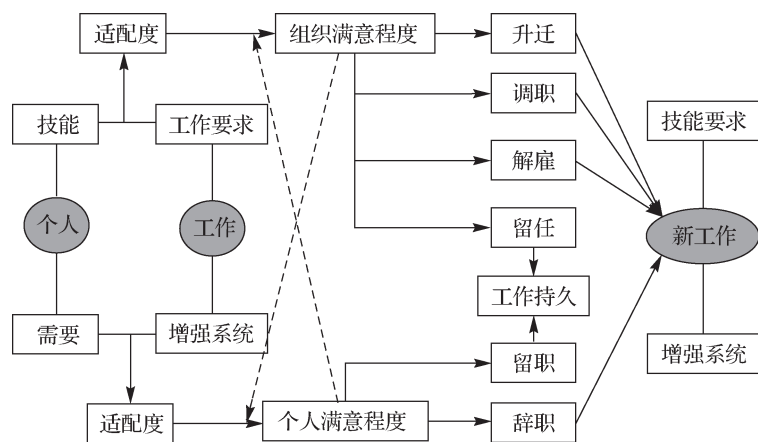 适配度
组织满意程度
升迁
调职
技能
工作要求
技能要求
解雇
个人
工作
留任
新工作
工作持久
需要
增强系统
留职
增强系统
适配度
个人满意程度
辞职